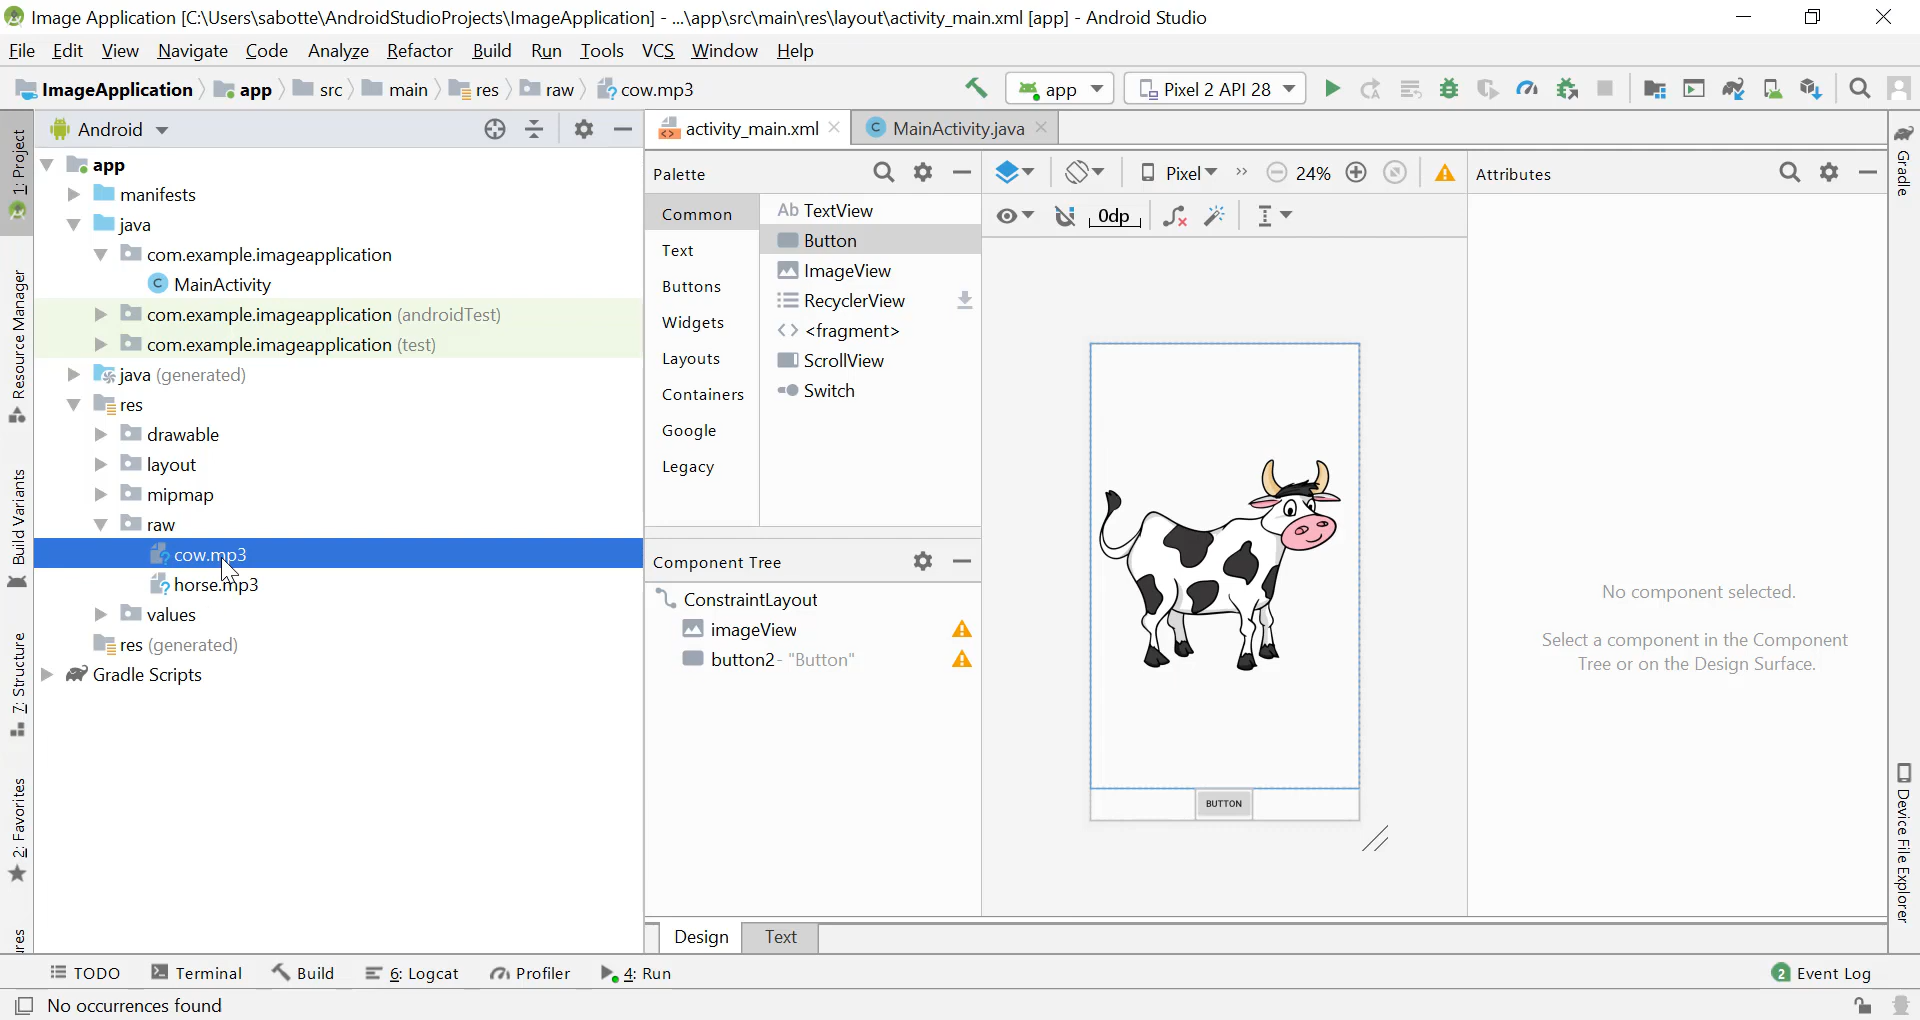 Image Application [C:\Users\sabotte\AndroidStudioProjects\ImageApplication] - ...\app\src\main\res\layout\activity_main.xml [app] - Android Studio
File Edit View Navigate Code Analyze Refactor Build Run Tools VCS Window Help
ImageApplication app src main res raw cow.mp3 app Pixel 2 API 28
Android
activity_main.xml MainActivity.java
1: Project
Resource Manager
Build Variants
7: Structure
2: Favorites
app
manifests
java
com.example.imageapplication
MainActivity
com.example.imageapplication (androidTest)
com.example.imageapplication (test)
java (generated)
res
drawable
layout
mipmap
raw
cow.mp3
horse.mp3
values
res (generated)
Gradle Scripts
Palette
Common
Text
Buttons
Widgets
Layouts
Containers
Google
Legacy
Ab TextView
Button
ImageView
RecyclerView
<> <fragment>
ScrollView
Switch
Component Tree
ConstraintLayout
imageView
button2- "Button"
Pixel » 24%
0dp
BUTTON
Attributes
No component selected.
Select a component in the Component
Tree or on the Design Surface.
Gradle
Device File Explorer
Design Text
TODO Terminal Build 6: Logcat Profiler 4: Run 2 Event Log
No occurrences found